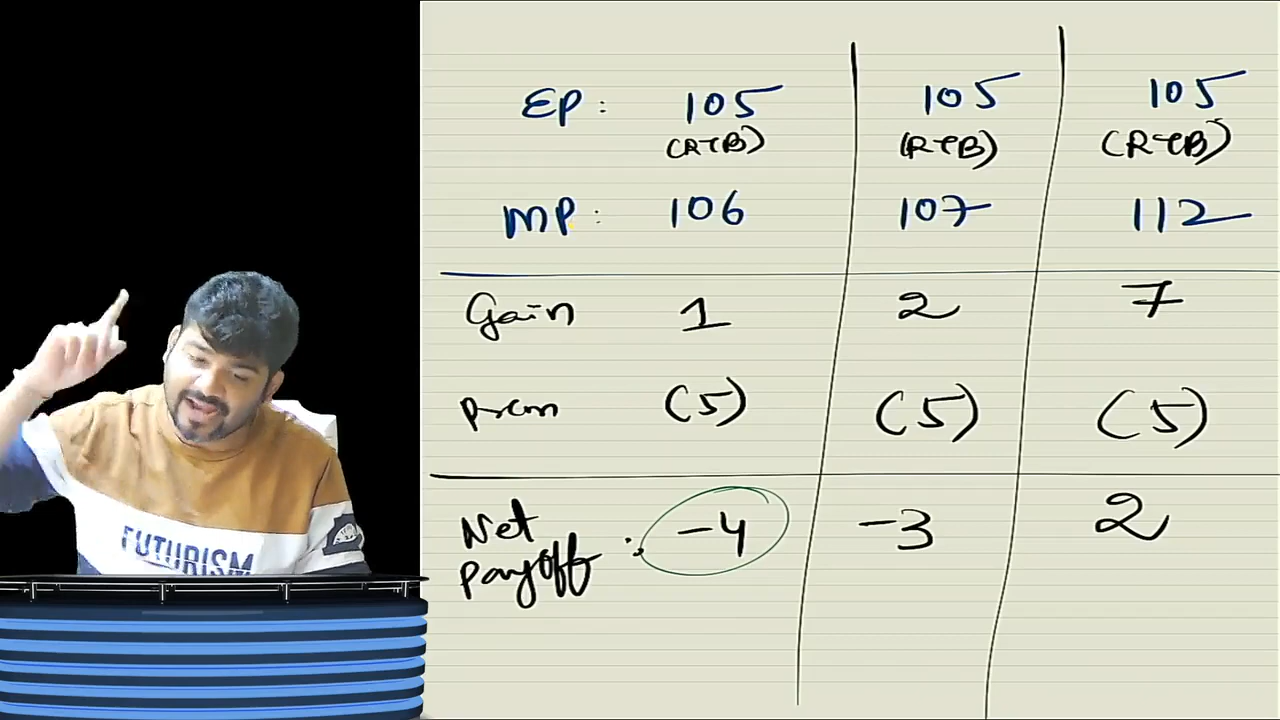 EP: 105 105 105
(RTB) (RTB) (RTB)
MP: 106 107 112
Gain 1 2 7
Prem (5) (5) (5)
Net
Payoff : -4 -3 2
FUTURISM